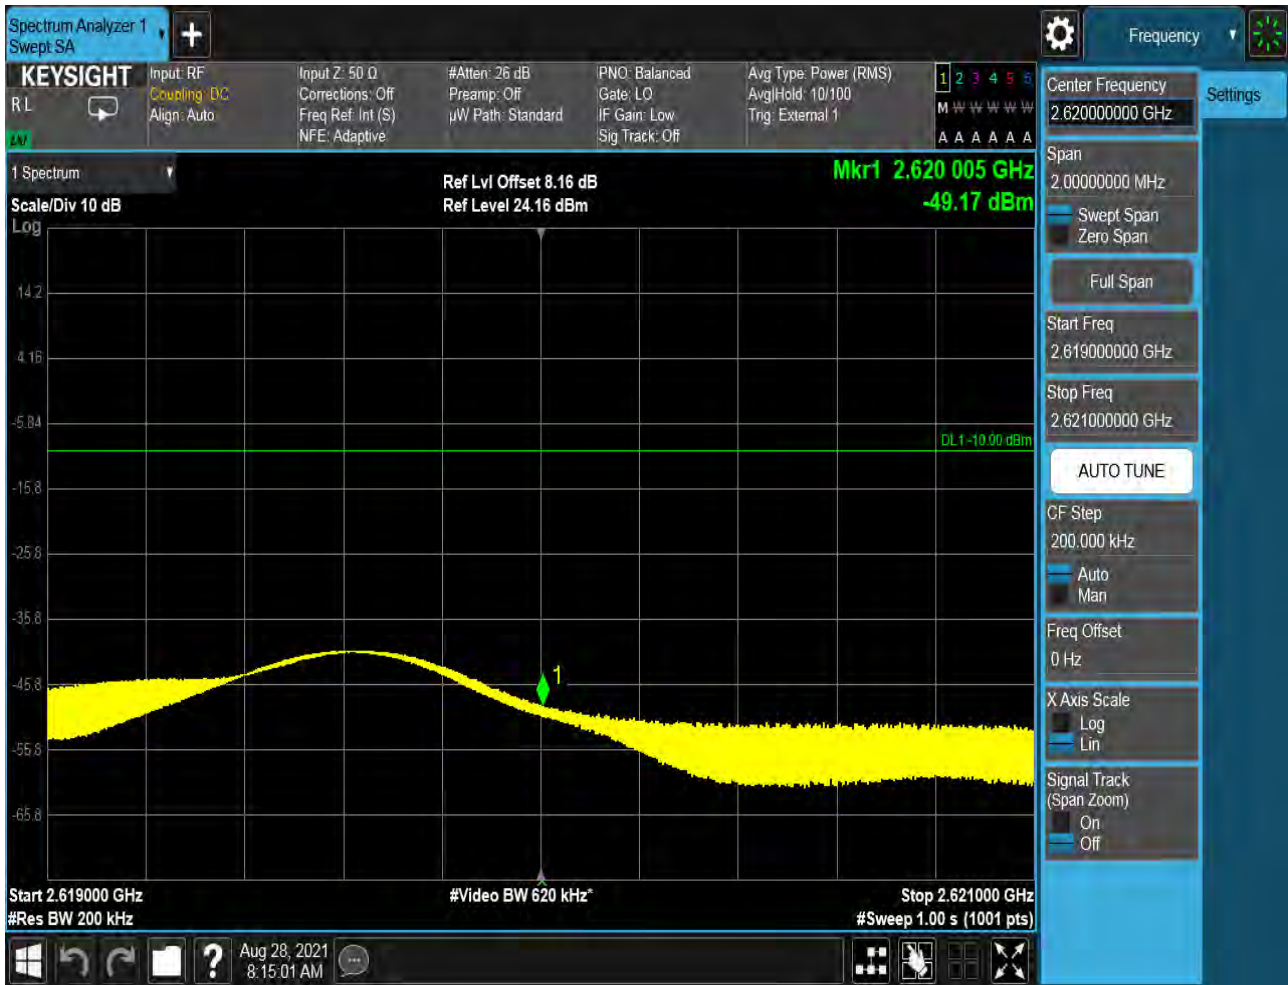 Spectrum Analyzer 1
Swept SA
+
Frequency
KEYSIGHT
R L
LXI
Input: RF
Coupling: DC
Align: Auto
Input Z: 50 Ω
Corrections: Off
Freq Ref: Int (S)
NFE: Adaptive
#Atten: 26 dB
Preamp: Off
µW Path: Standard
PNO: Balanced
Gate: LO
IF Gain: Low
Sig Track: Off
Avg Type: Power (RMS)
Avg|Hold: 10/100
Trig: External 1
1 2 3 4 5 6
M W W W W W
A A A A A A
1 Spectrum
Scale/Div 10 dB
Log
Ref Lvl Offset 8.16 dB
Ref Level 24.16 dBm
Mkr1 2.620 005 GHz
-49.17 dBm
14.2
4.16
-5.84
DL1 -10.00 dBm
-15.8
-25.8
-35.8
-45.8
1
-55.8
-65.8
Start 2.619000 GHz
#Res BW 200 kHz
#Video BW 620 kHz*
Stop 2.621000 GHz
#Sweep 1.00 s (1001 pts)
Center Frequency
2.620000000 GHz
Settings
Span
2.00000000 MHz
Swept Span
Zero Span
Full Span
Start Freq
2.619000000 GHz
Stop Freq
2.621000000 GHz
AUTO TUNE
CF Step
200.000 kHz
Auto
Man
Freq Offset
0 Hz
X Axis Scale
Log
Lin
Signal Track
(Span Zoom)
On
Off
?
Aug 28, 2021
8:15:01 AM